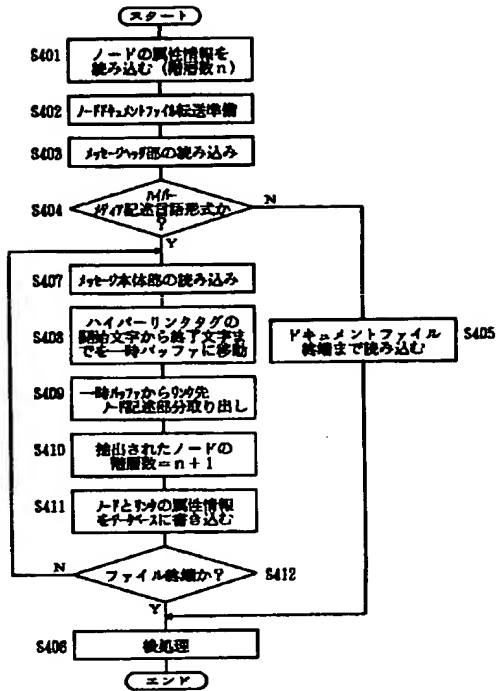 スタート
S401
ノードの属性情報を
読み込む(階層数n)
S402
ノードドキュメントファイル転送準備
S403
メッセージヘッダ部の読み込み
S404
ハイパー
メディア記述言語形式か
?
N
Y
S407
メッセージ本体部の読み込み
S408
ハイパーリンクタグの
開始文字から終了文字ま
でを一時バッファに移動
ドキュメントファイル
終端まで読み込む
S405
S409
一時バッファからリンク先
ノード記述部分取り出し
S410
抽出されたノードの
階層数=n+1
S411
ノードとリンクの属性情報
をデータベースに書き込む
N
ファイル終端か?
S412
Y
S406
後処理
エンド